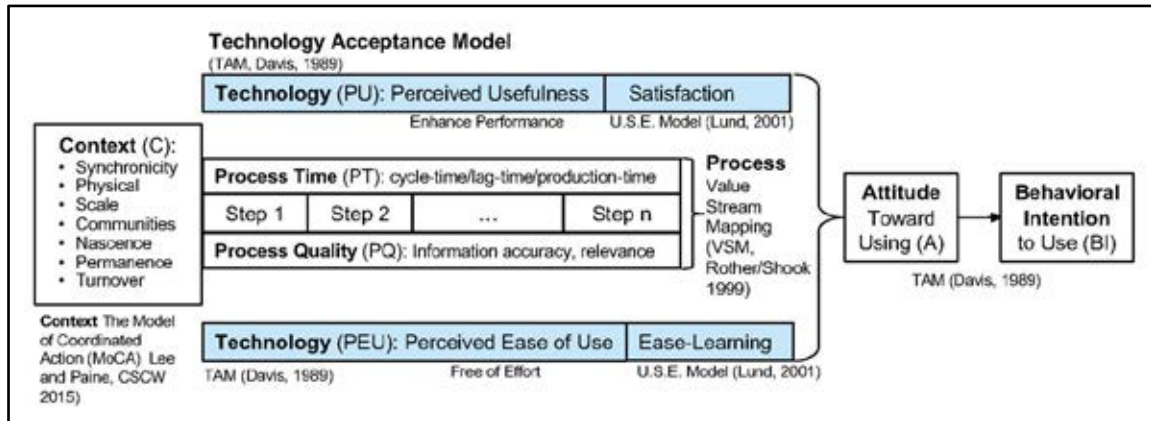 Technology Acceptance Model
(TAM, Davis, 1989)
Technology (PU): Perceived Usefulness
Satisfaction
Enhance Performance
U.S.E. Model (Lund, 2001)
Context (C):
• Synchronicity
• Physical
• Scale
• Communities
• Nascence
• Permanence
• Turnover
Context The Model
of Coordinated
Action (MoCA) Lee
and Paine, CSCW
2015)
Process Time (PT): cycle-time/lag-time/production-time
Step 1
Step 2
...
Step n
Process Quality (PQ): Information accuracy, relevance
Process
Value
Stream
Mapping
(VSM,
Rother/Shook
1999)
Technology (PEU): Perceived Ease of Use
Ease-Learning
TAM (Davis, 1989)
Free of Effort
U.S.E. Model (Lund, 2001)
Attitude
Toward
Using (A)
Behavioral
Intention
to Use (BI)
TAM (Davis, 1989)